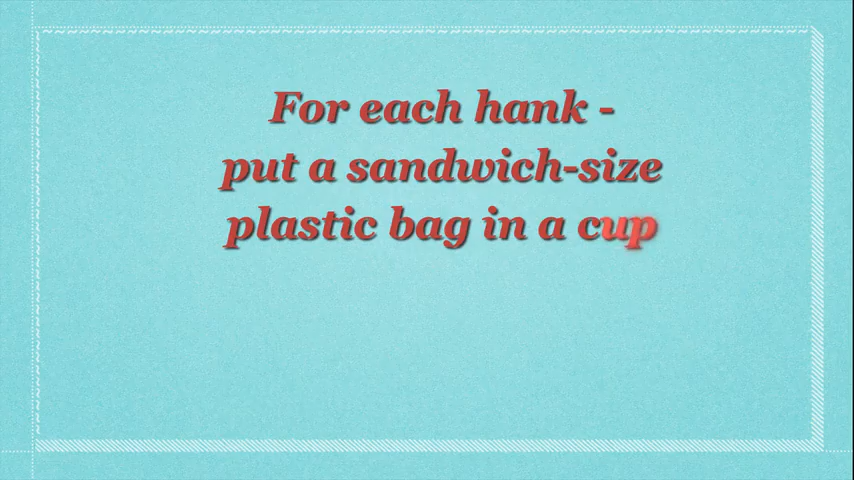 For each hank -
put a sandwich-size
plastic bag in a cup